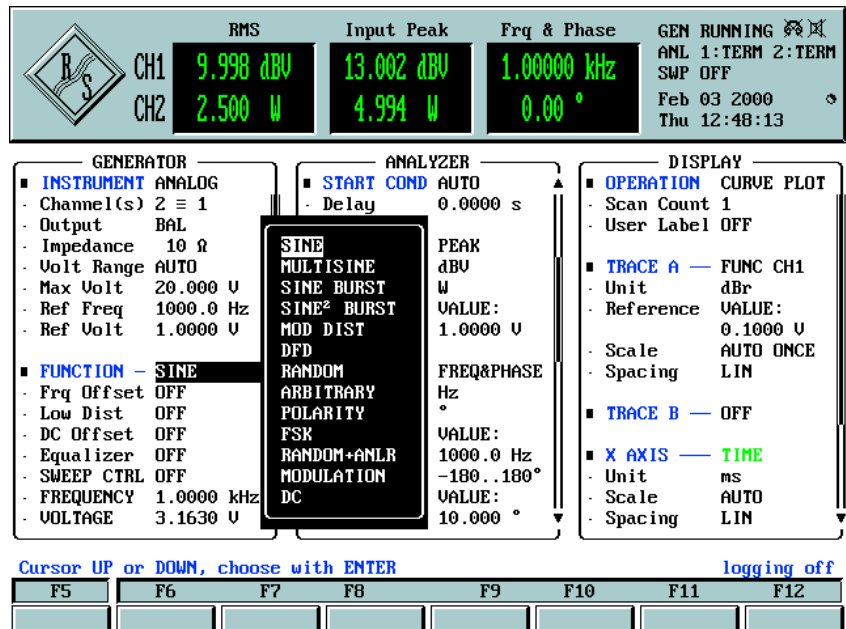 RMS Input Peak Frq & Phase GEN RUNNING
ANL 1:TERM 2:TERM
R&S CH1 9.998 dBV 13.002 dBV 1.00000 kHz SWP OFF
CH2 2.500 W 4.994 W 0.00 ° Feb 03 2000
Thu 12:48:13
GENERATOR
INSTRUMENT ANALOG
Channel(s) 2 ≡ 1
Output BAL
Impedance 10 Ω
Volt Range AUTO
Max Volt 20.000 V
Ref Freq 1000.0 Hz
Ref Volt 1.0000 V
FUNCTION — SINE
Frq Offset OFF
Low Dist OFF
DC Offset OFF
Equalizer OFF
SWEEP CTRL OFF
FREQUENCY 1.0000 kHz
VOLTAGE 3.1630 V
SINE
MULTISINE
SINE BURST
SINE² BURST
MOD DIST
DFD
RANDOM
ARBITRARY
POLARITY
FSK
RANDOM+ANLR
MODULATION
DC
ANALYZER
START COND AUTO
Delay 0.0000 s
PEAK
dBV
W
VALUE:
1.0000 V
FREQ&PHASE
Hz
°
VALUE:
1000.0 Hz
-180..180°
VALUE:
10.000 °
DISPLAY
OPERATION CURVE PLOT
Scan Count 1
User Label OFF
TRACE A — FUNC CH1
Unit dBr
Reference VALUE:
0.1000 V
Scale AUTO ONCE
Spacing LIN
TRACE B — OFF
X AXIS — TIME
Unit ms
Scale AUTO
Spacing LIN
Cursor UP or DOWN, choose with ENTER logging off
F5 F6 F7 F8 F9 F10 F11 F12